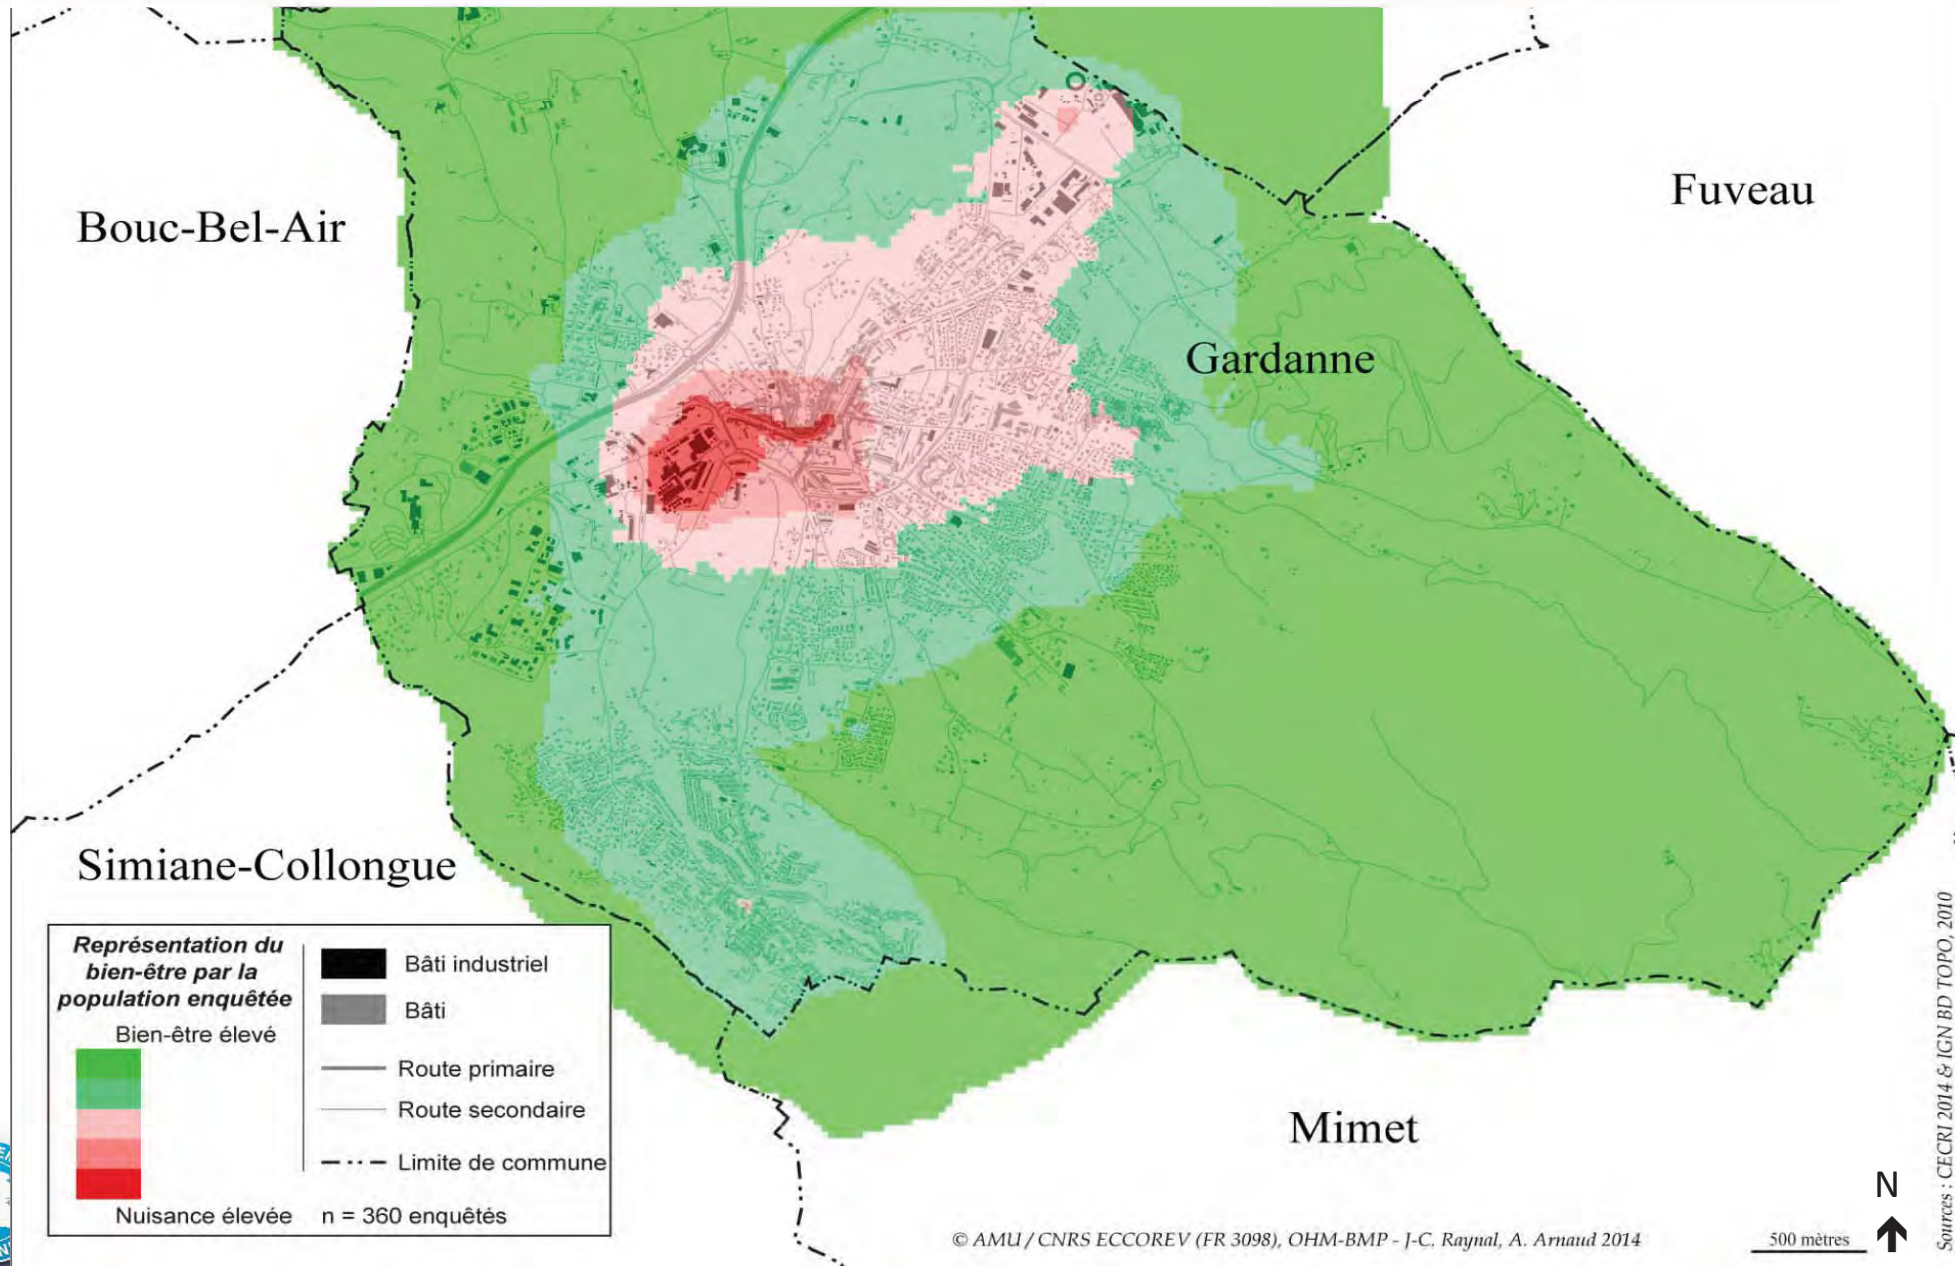 Bouc-Bel-Air
Fuveau
Gardanne
Simiane-Collongue
Mimet
Représentation du
bien-être par la
population enquêtée
Bien-être élevé
Nuisance élevée
Bâti industriel
Bâti
Route primaire
Route secondaire
Limite de commune
n = 360 enquêtés
© AMU / CNRS ECCOREV (FR 3098), OHM-BMP - J-C. Raynal, A. Arnaud 2014
500 mètres
N
Sources : CECRI 2014 & IGN BD TOPO, 2010